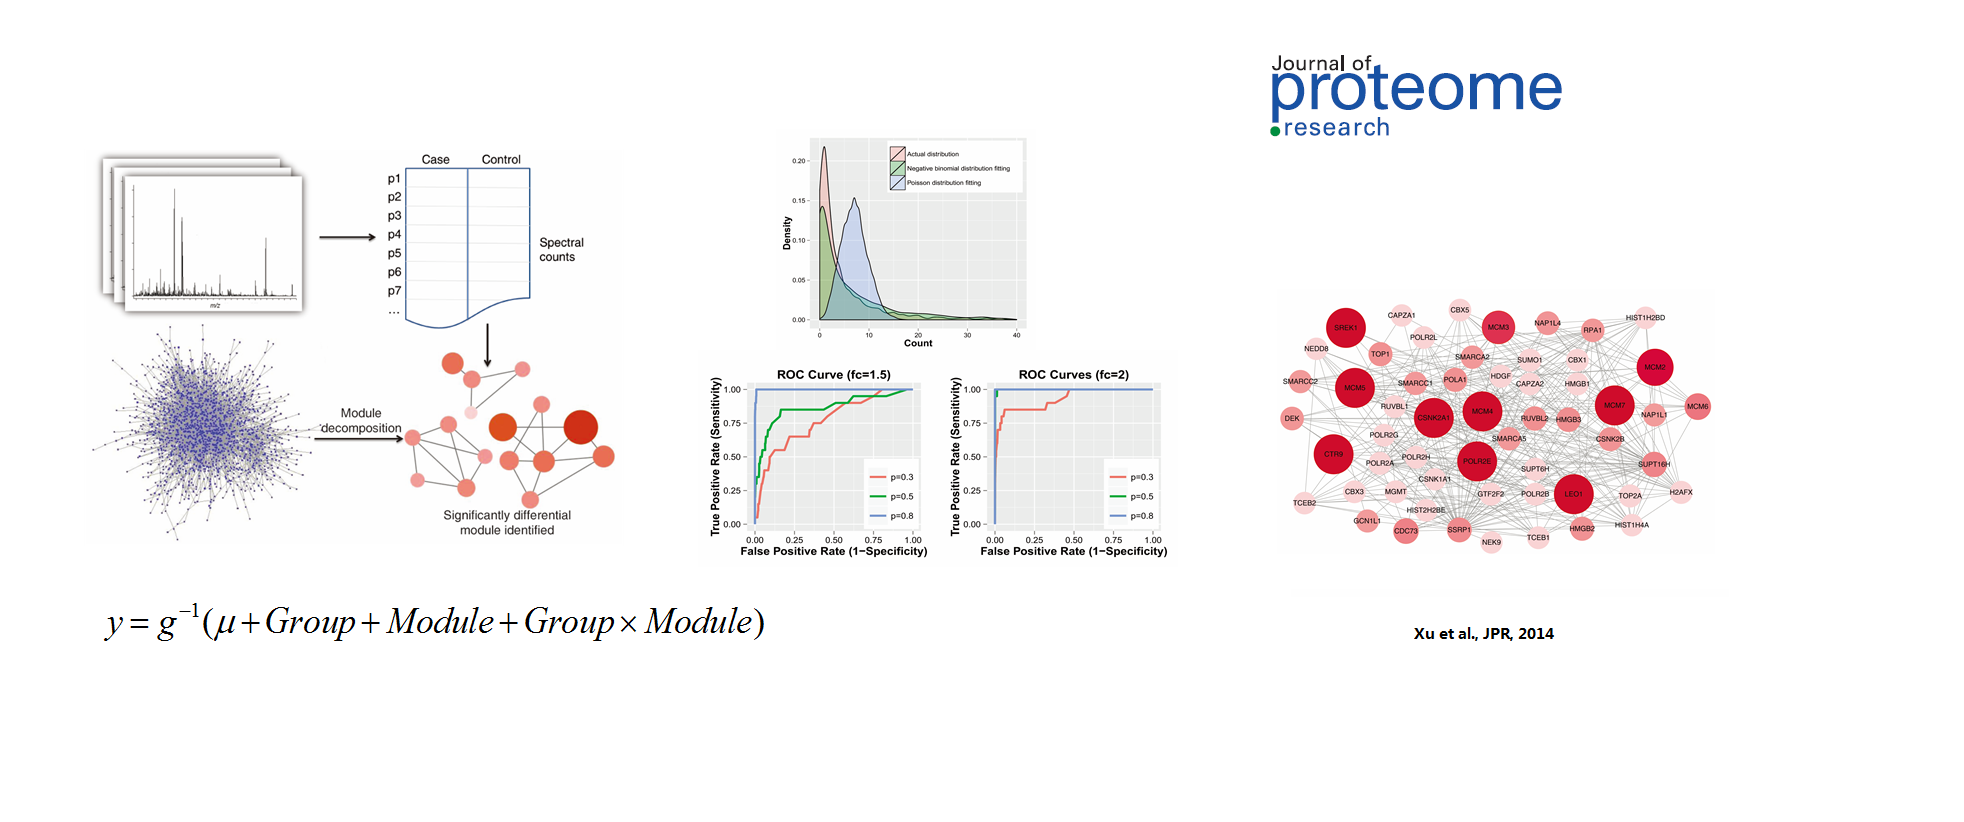 Journal of
proteome
research
Case Control
p1
p2
p3
p4
p5
p6
p7
...
Spectral
counts
m/z
Module
decomposition
Significantly differential
module identified
y = g⁻¹(μ + Group + Module + Group × Module)
Actual distribution
Negative binomial distribution fitting
Poisson distribution fitting
Density
0.20
0.15
0.10
0.05
0.00
0 10 20 30 40
Count
ROC Curve (fc=1.5)
True Positive Rate (Sensitivity)
1.00
0.75
0.50
0.25
0.00
p=0.3
p=0.5
p=0.8
0.00 0.25 0.50 0.75 1.00
False Positive Rate (1−Specificity)
ROC Curves (fc=2)
True Positive Rate (Sensitivity)
1.00
0.75
0.50
0.25
0.00
p=0.3
p=0.5
p=0.8
0.00 0.25 0.50 0.75 1.00
False Positive Rate (1−Specificity)
CBX5
CAPZA1
HIST1H2BD
SREK1
MCM3
NAP1L4
RPA1
POLR2L
NEDD8
TOP1
SMARCA2
SUMO1
CBX1
MCM2
SMARCC2
MCM5
SMARCC1
POLA1
HDGF
CAPZA2
HMGB1
RUVBL1
CSNK2A1
MCM4
MCM7
MCM6
DEK
RUVBL2
HMGB3
NAP1L1
POLR2G
SMARCA5
CSNK2B
CTR9
POLR2A
POLR2H
POLR2E
SUPT6H
SUPT16H
CSNK1A1
TCEB2
CBX3
MGMT
GTF2F2
POLR2B
LEO1
TOP2A
H2AFX
HIST2H2BE
GCN1L1
CDC73
SSRP1
HMGB2
HIST1H4A
NEK9
TCEB1
Xu et al., JPR, 2014